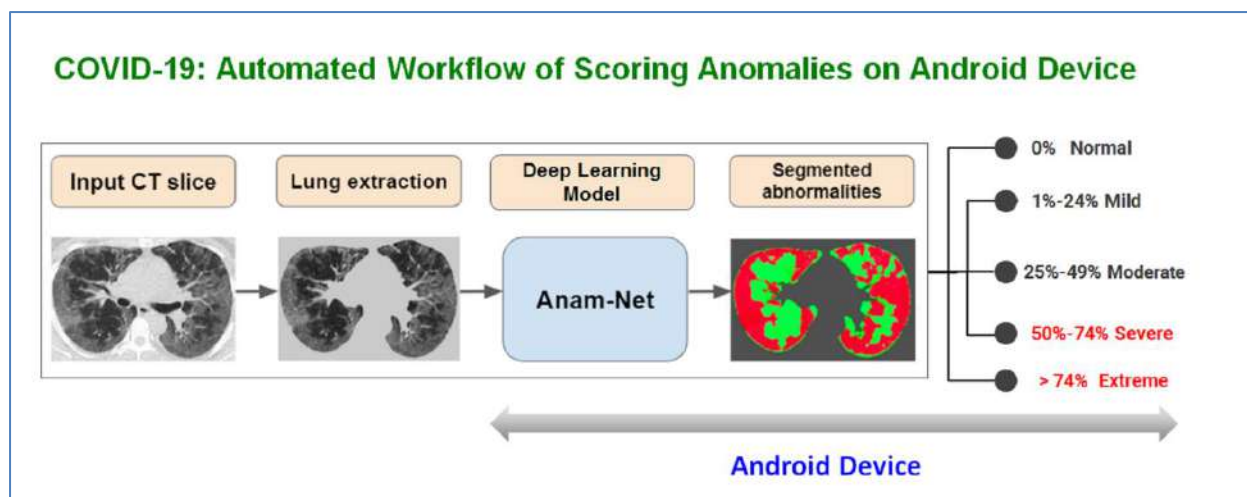 COVID-19: Automated Workflow of Scoring Anomalies on Android Device
Input CT slice
Lung extraction
Deep Learning
Model
Segmented
abnormalities
Anam-Net
0% Normal
1%-24% Mild
25%-49% Moderate
50%-74% Severe
> 74% Extreme
Android Device